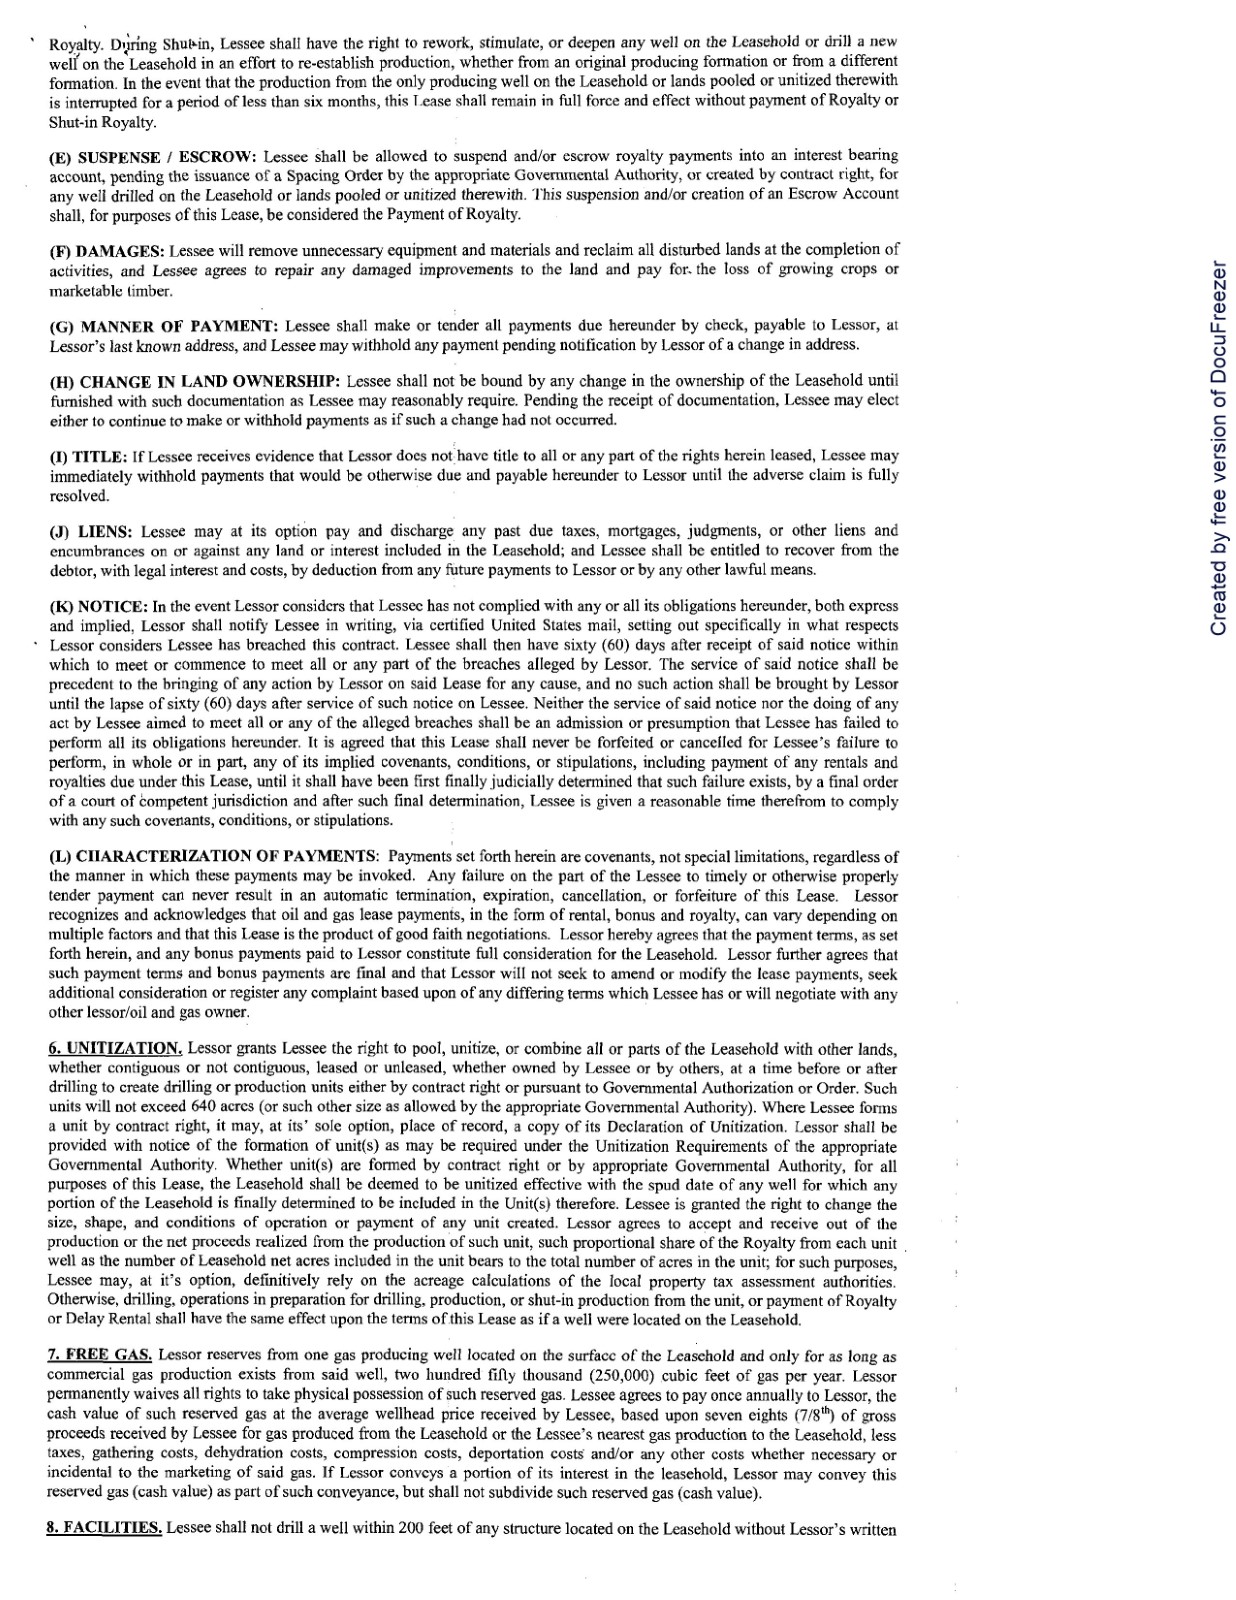 Royalty. During Shut-in, Lessee shall have the right to rework, stimulate, or deepen any well on the Leasehold or drill a new
well on the Leasehold in an effort to re-establish production, whether from an original producing formation or from a different
formation. In the event that the production from the only producing well on the Leasehold or lands pooled or unitized therewith
is interrupted for a period of less than six months, this Lease shall remain in full force and effect without payment of Royalty or
Shut-in Royalty.
(E) SUSPENSE / ESCROW: Lessee shall be allowed to suspend and/or escrow royalty payments into an interest bearing
account, pending the issuance of a Spacing Order by the appropriate Governmental Authority, or created by contract right, for
any well drilled on the Leasehold or lands pooled or unitized therewith. This suspension and/or creation of an Escrow Account
shall, for purposes of this Lease, be considered the Payment of Royalty.
(F) DAMAGES: Lessee will remove unnecessary equipment and materials and reclaim all disturbed lands at the completion of
activities, and Lessee agrees to repair any damaged improvements to the land and pay for the loss of growing crops or
marketable timber.
(G) MANNER OF PAYMENT: Lessee shall make or tender all payments due hereunder by check, payable to Lessor, at
Lessor's last known address, and Lessee may withhold any payment pending notification by Lessor of a change in address.
(H) CHANGE IN LAND OWNERSHIP: Lessee shall not be bound by any change in the ownership of the Leasehold until
furnished with such documentation as Lessee may reasonably require. Pending the receipt of documentation, Lessee may elect
either to continue to make or withhold payments as if such a change had not occurred.
(I) TITLE: If Lessee receives evidence that Lessor does not have title to all or any part of the rights herein leased, Lessee may
immediately withhold payments that would be otherwise due and payable hereunder to Lessor until the adverse claim is fully
resolved.
(J) LIENS: Lessee may at its option pay and discharge any past due taxes, mortgages, judgments, or other liens and
encumbrances on or against any land or interest included in the Leasehold; and Lessee shall be entitled to recover from the
debtor, with legal interest and costs, by deduction from any future payments to Lessor or by any other lawful means.
(K) NOTICE: In the event Lessor considers that Lessee has not complied with any or all its obligations hereunder, both express
and implied, Lessor shall notify Lessee in writing, via certified United States mail, setting out specifically in what respects
Lessor considers Lessee has breached this contract. Lessee shall then have sixty (60) days after receipt of said notice within
which to meet or commence to meet all or any part of the breaches alleged by Lessor. The service of said notice shall be
precedent to the bringing of any action by Lessor on said Lease for any cause, and no such action shall be brought by Lessor
until the lapse of sixty (60) days after service of such notice on Lessee. Neither the service of said notice nor the doing of any
act by Lessee aimed to meet all or any of the alleged breaches shall be an admission or presumption that Lessee has failed to
perform all its obligations hereunder. It is agreed that this Lease shall never be forfeited or cancelled for Lessee's failure to
perform, in whole or in part, any of its implied covenants, conditions, or stipulations, including payment of any rentals and
royalties due under this Lease, until it shall have been first finally judicially determined that such failure exists, by a final order
of a court of competent jurisdiction and after such final determination, Lessee is given a reasonable time therefrom to comply
with any such covenants, conditions, or stipulations.
(L) CHARACTERIZATION OF PAYMENTS: Payments set forth herein are covenants, not special limitations, regardless of
the manner in which these payments may be invoked. Any failure on the part of the Lessee to timely or otherwise properly
tender payment can never result in an automatic termination, expiration, cancellation, or forfeiture of this Lease. Lessor
recognizes and acknowledges that oil and gas lease payments, in the form of rental, bonus and royalty, can vary depending on
multiple factors and that this Lease is the product of good faith negotiations. Lessor hereby agrees that the payment terms, as set
forth herein, and any bonus payments paid to Lessor constitute full consideration for the Leasehold. Lessor further agrees that
such payment terms and bonus payments are final and that Lessor will not seek to amend or modify the lease payments, seek
additional consideration or register any complaint based upon of any differing terms which Lessee has or will negotiate with any
other lessor/oil and gas owner.
6. UNITIZATION. Lessor grants Lessee the right to pool, unitize, or combine all or parts of the Leasehold with other lands,
whether contiguous or not contiguous, leased or unleased, whether owned by Lessee or by others, at a time before or after
drilling to create drilling or production units either by contract right or pursuant to Governmental Authorization or Order. Such
units will not exceed 640 acres (or such other size as allowed by the appropriate Governmental Authority). Where Lessee forms
a unit by contract right, it may, at its' sole option, place of record, a copy of its Declaration of Unitization. Lessor shall be
provided with notice of the formation of unit(s) as may be required under the Unitization Requirements of the appropriate
Governmental Authority. Whether unit(s) are formed by contract right or by appropriate Governmental Authority, for all
purposes of this Lease, the Leasehold shall be deemed to be unitized effective with the spud date of any well for which any
portion of the Leasehold is finally determined to be included in the Unit(s) therefore. Lessee is granted the right to change the
size, shape, and conditions of operation or payment of any unit created. Lessor agrees to accept and receive out of the
production or the net proceeds realized from the production of such unit, such proportional share of the Royalty from each unit
well as the number of Leasehold net acres included in the unit bears to the total number of acres in the unit; for such purposes,
Lessee may, at it's option, definitively rely on the acreage calculations of the local property tax assessment authorities.
Otherwise, drilling, operations in preparation for drilling, production, or shut-in production from the unit, or payment of Royalty
or Delay Rental shall have the same effect upon the terms of this Lease as if a well were located on the Leasehold.
7. FREE GAS. Lessor reserves from one gas producing well located on the surface of the Leasehold and only for as long as
commercial gas production exists from said well, two hundred fifty thousand (250,000) cubic feet of gas per year. Lessor
permanently waives all rights to take physical possession of such reserved gas. Lessee agrees to pay once annually to Lessor, the
cash value of such reserved gas at the average wellhead price received by Lessee, based upon seven eights (7/8th) of gross
proceeds received by Lessee for gas produced from the Leasehold or the Lessee's nearest gas production to the Leasehold, less
taxes, gathering costs, dehydration costs, compression costs, deportation costs and/or any other costs whether necessary or
incidental to the marketing of said gas. If Lessor conveys a portion of its interest in the leasehold, Lessor may convey this
reserved gas (cash value) as part of such conveyance, but shall not subdivide such reserved gas (cash value).
8. FACILITIES. Lessee shall not drill a well within 200 feet of any structure located on the Leasehold without Lessor's written
Created by free version of DocuFreezer